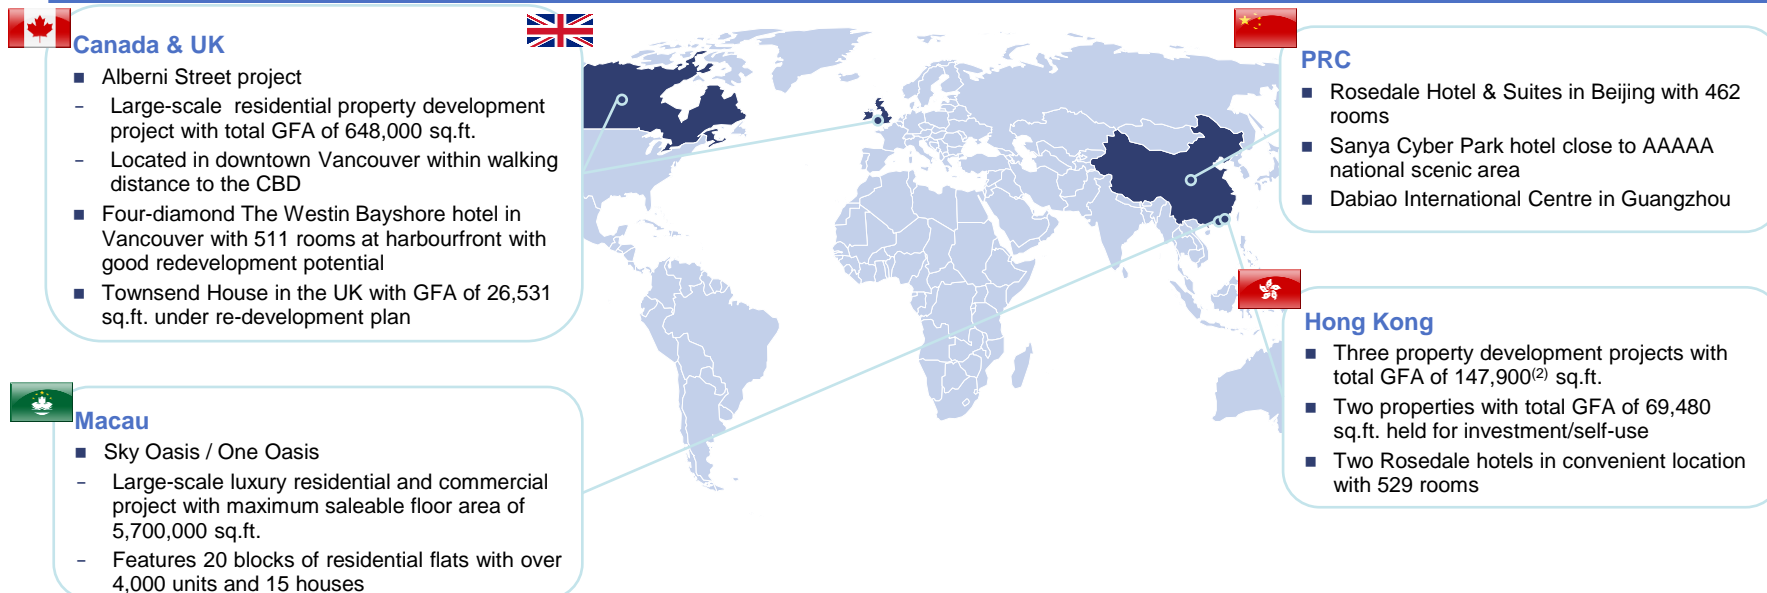 Canada & UK
■ Alberni Street project
– Large-scale residential property development
project with total GFA of 648,000 sq.ft.
– Located in downtown Vancouver within walking
distance to the CBD
■ Four-diamond The Westin Bayshore hotel in
Vancouver with 511 rooms at harbourfront with
good redevelopment potential
■ Townsend House in the UK with GFA of 26,531
sq.ft. under re-development plan
Macau
■ Sky Oasis / One Oasis
– Large-scale luxury residential and commercial
project with maximum saleable floor area of
5,700,000 sq.ft.
– Features 20 blocks of residential flats with over
4,000 units and 15 houses
PRC
■ Rosedale Hotel & Suites in Beijing with 462
rooms
■ Sanya Cyber Park hotel close to AAAAA
national scenic area
■ Dabiao International Centre in Guangzhou
Hong Kong
■ Three property development projects with
total GFA of 147,900(2) sq.ft.
■ Two properties with total GFA of 69,480
sq.ft. held for investment/self-use
■ Two Rosedale hotels in convenient location
with 529 rooms